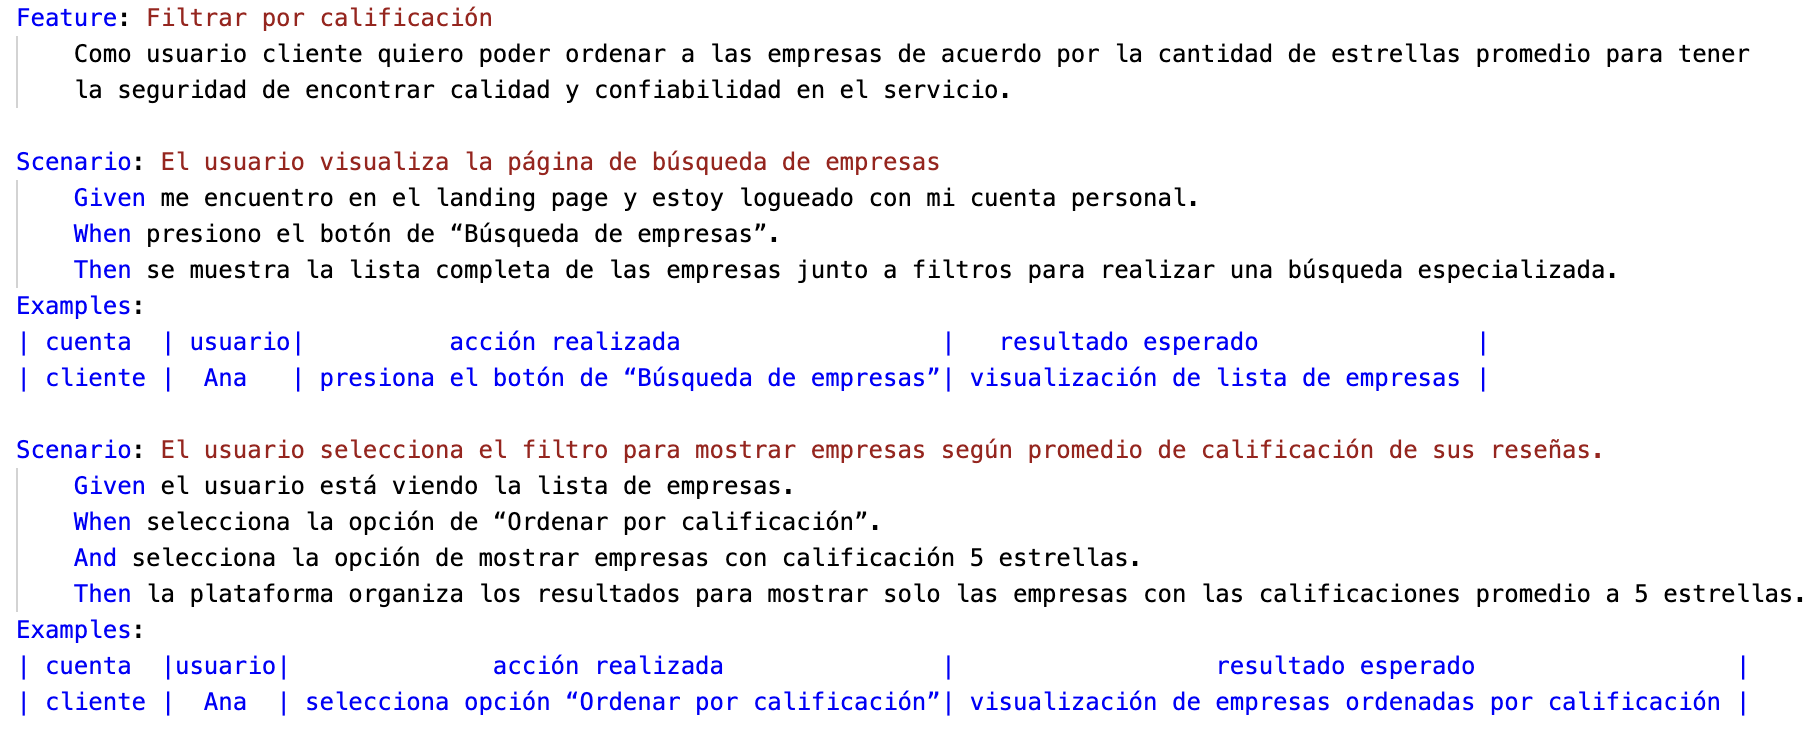 Feature: Filtrar por calificación
Como usuario cliente quiero poder ordenar a las empresas de acuerdo por la cantidad de estrellas promedio para tener
la seguridad de encontrar calidad y confiabilidad en el servicio.
Scenario: El usuario visualiza la página de búsqueda de empresas
Given me encuentro en el landing page y estoy logueado con mi cuenta personal.
When presiono el botón de “Búsqueda de empresas”.
Then se muestra la lista completa de las empresas junto a filtros para realizar una búsqueda especializada.
Examples:
| cuenta | usuario| acción realizada | resultado esperado |
| cliente | Ana | presiona el botón de “Búsqueda de empresas”| visualización de lista de empresas |
Scenario: El usuario selecciona el filtro para mostrar empresas según promedio de calificación de sus reseñas.
Given el usuario está viendo la lista de empresas.
When selecciona la opción de “Ordenar por calificación”.
And selecciona la opción de mostrar empresas con calificación 5 estrellas.
Then la plataforma organiza los resultados para mostrar solo las empresas con las calificaciones promedio a 5 estrellas.
Examples:
| cuenta |usuario| acción realizada | resultado esperado |
| cliente | Ana | selecciona opción “Ordenar por calificación”| visualización de empresas ordenadas por calificación |